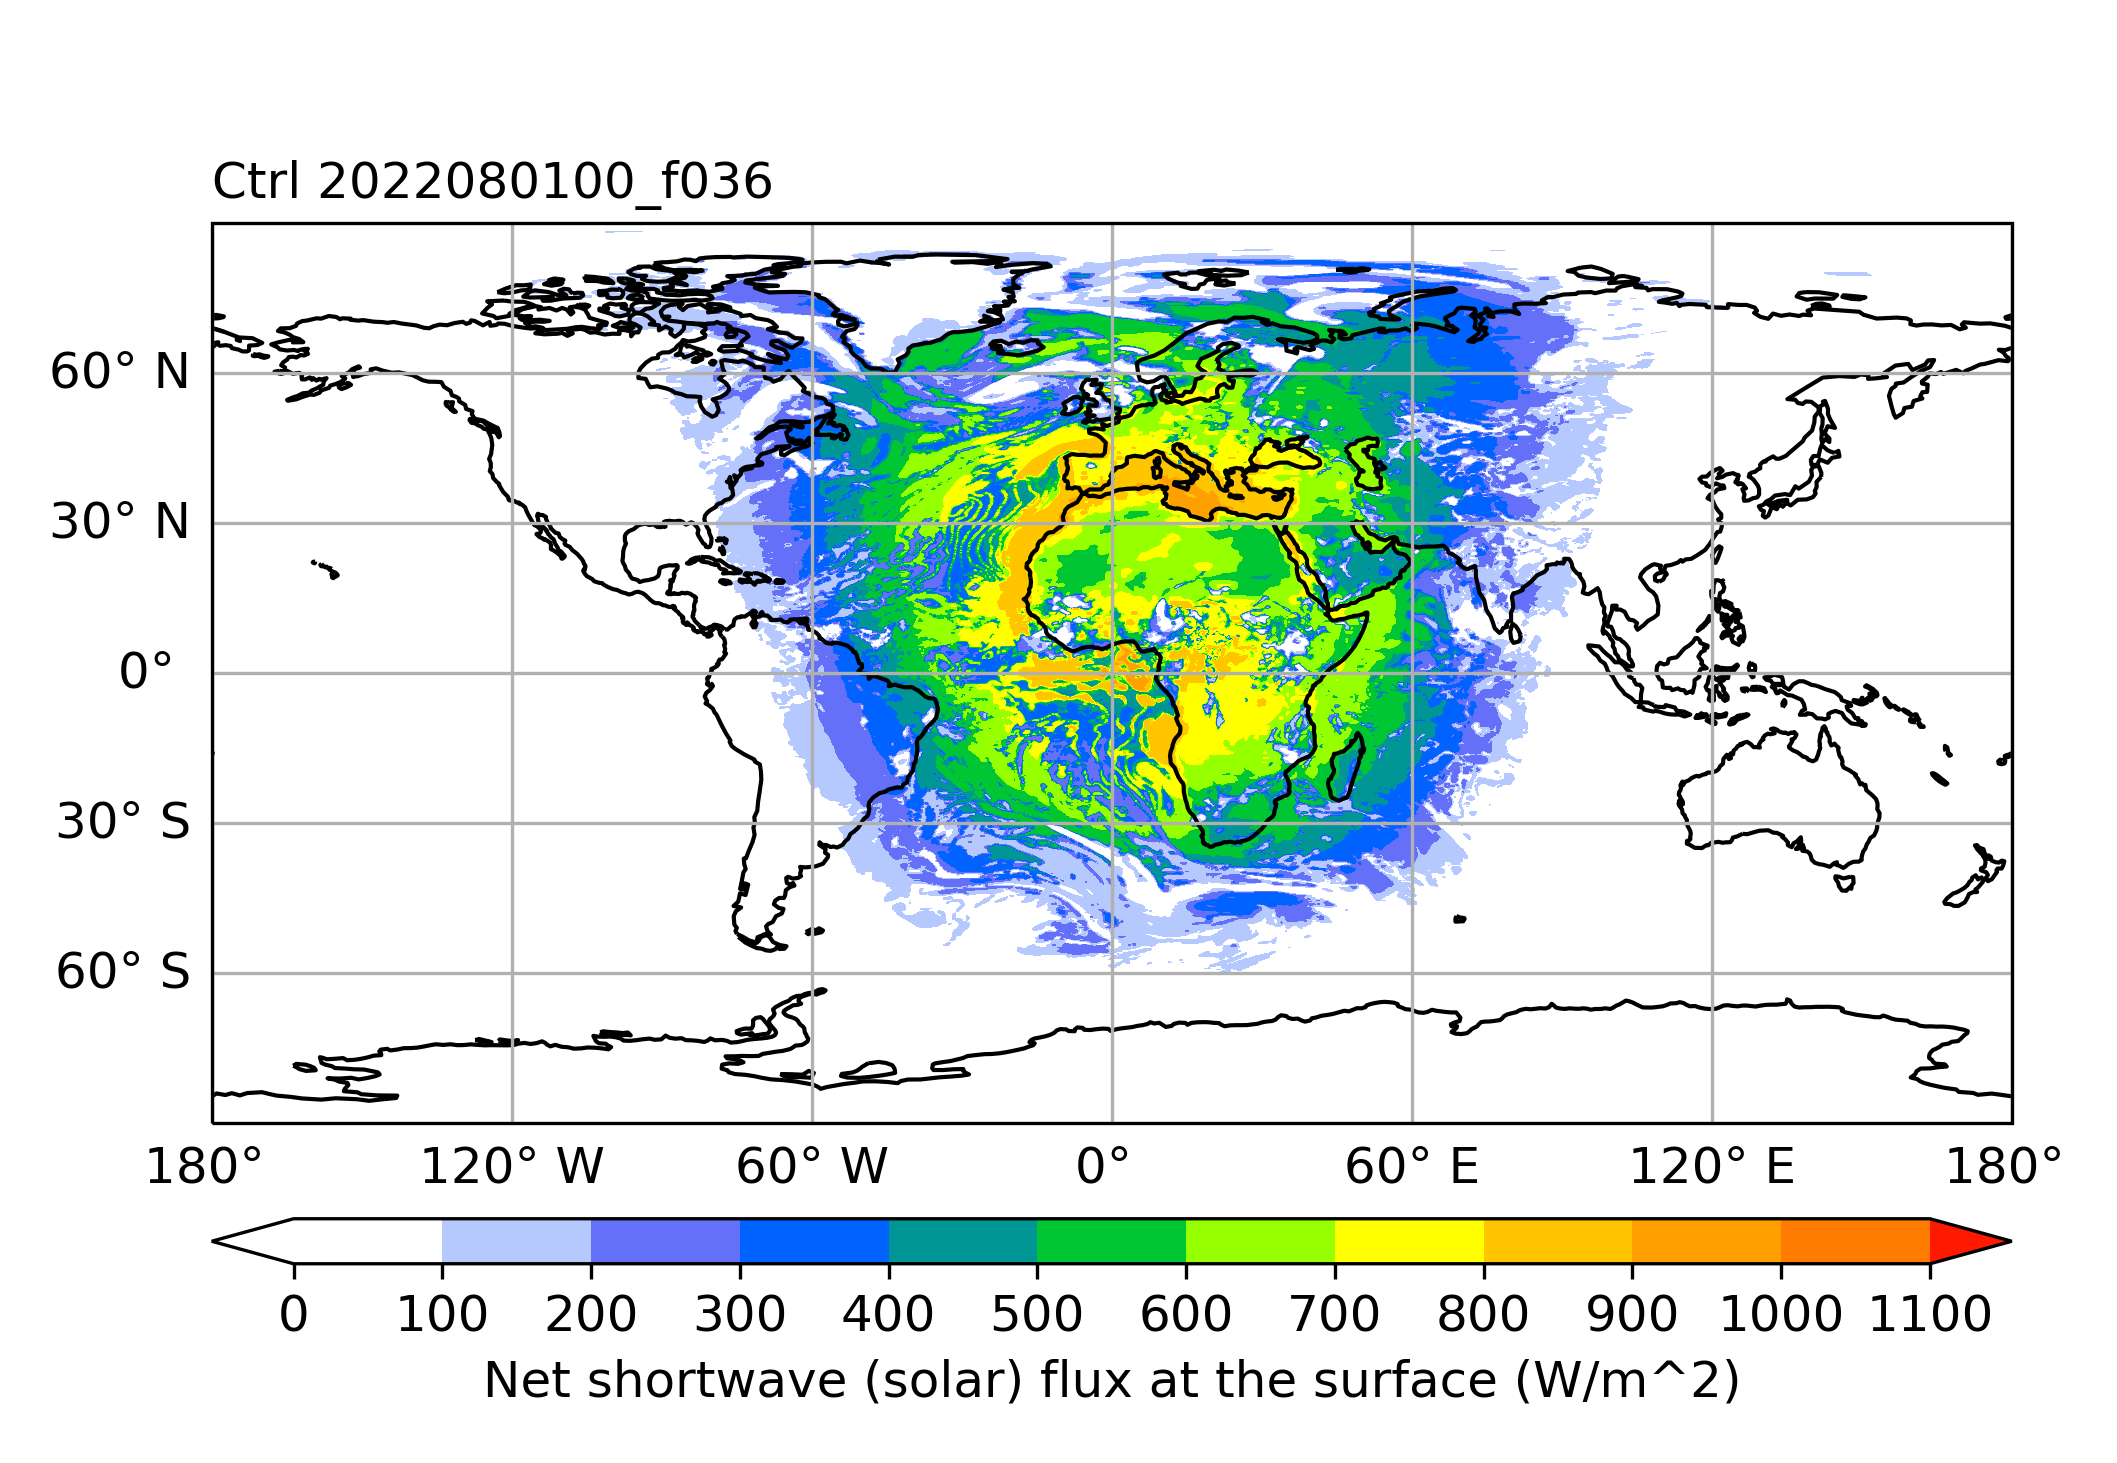 Ctrl 2022080100_f036
60° N
30° N
0°
30° S
60° S
180° 120° W 60° W 0° 60° E 120° E 180°
0 100 200 300 400 500 600 700 800 900 1000 1100
Net shortwave (solar) flux at the surface (W/m^2)